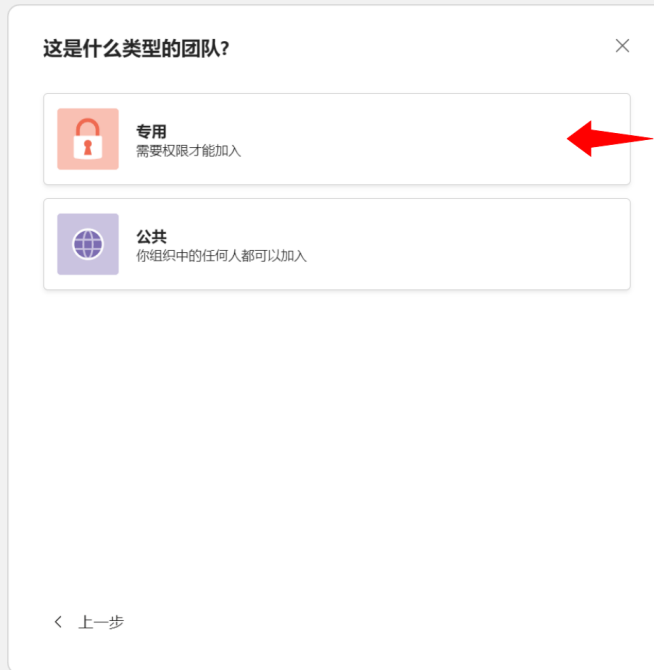 这是什么类型的团队?
专用
需要权限才能加入
公共
你组织中的任何人都可以加入
上一步